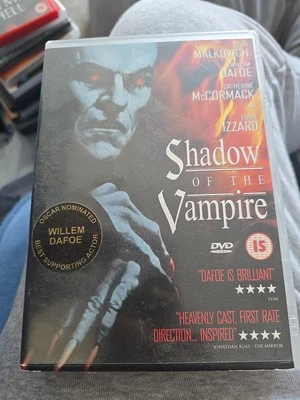 MALKOVICH
WILLEM
DAFOE
CATHERINE
McCORMACK
IZZARD
Shadow
OF THE
Vampire
OSCAR NOMINATED
WILLEM
DAFOE
BEST SUPPORTING ACTOR
DVD
15
"DAFOE IS BRILLIANT"
★★★★
"HEAVENLY CAST, FIRST RATE
DIRECTION... INSPIRED" ★★★★
JONATHAN ROSS - THE MIRROR